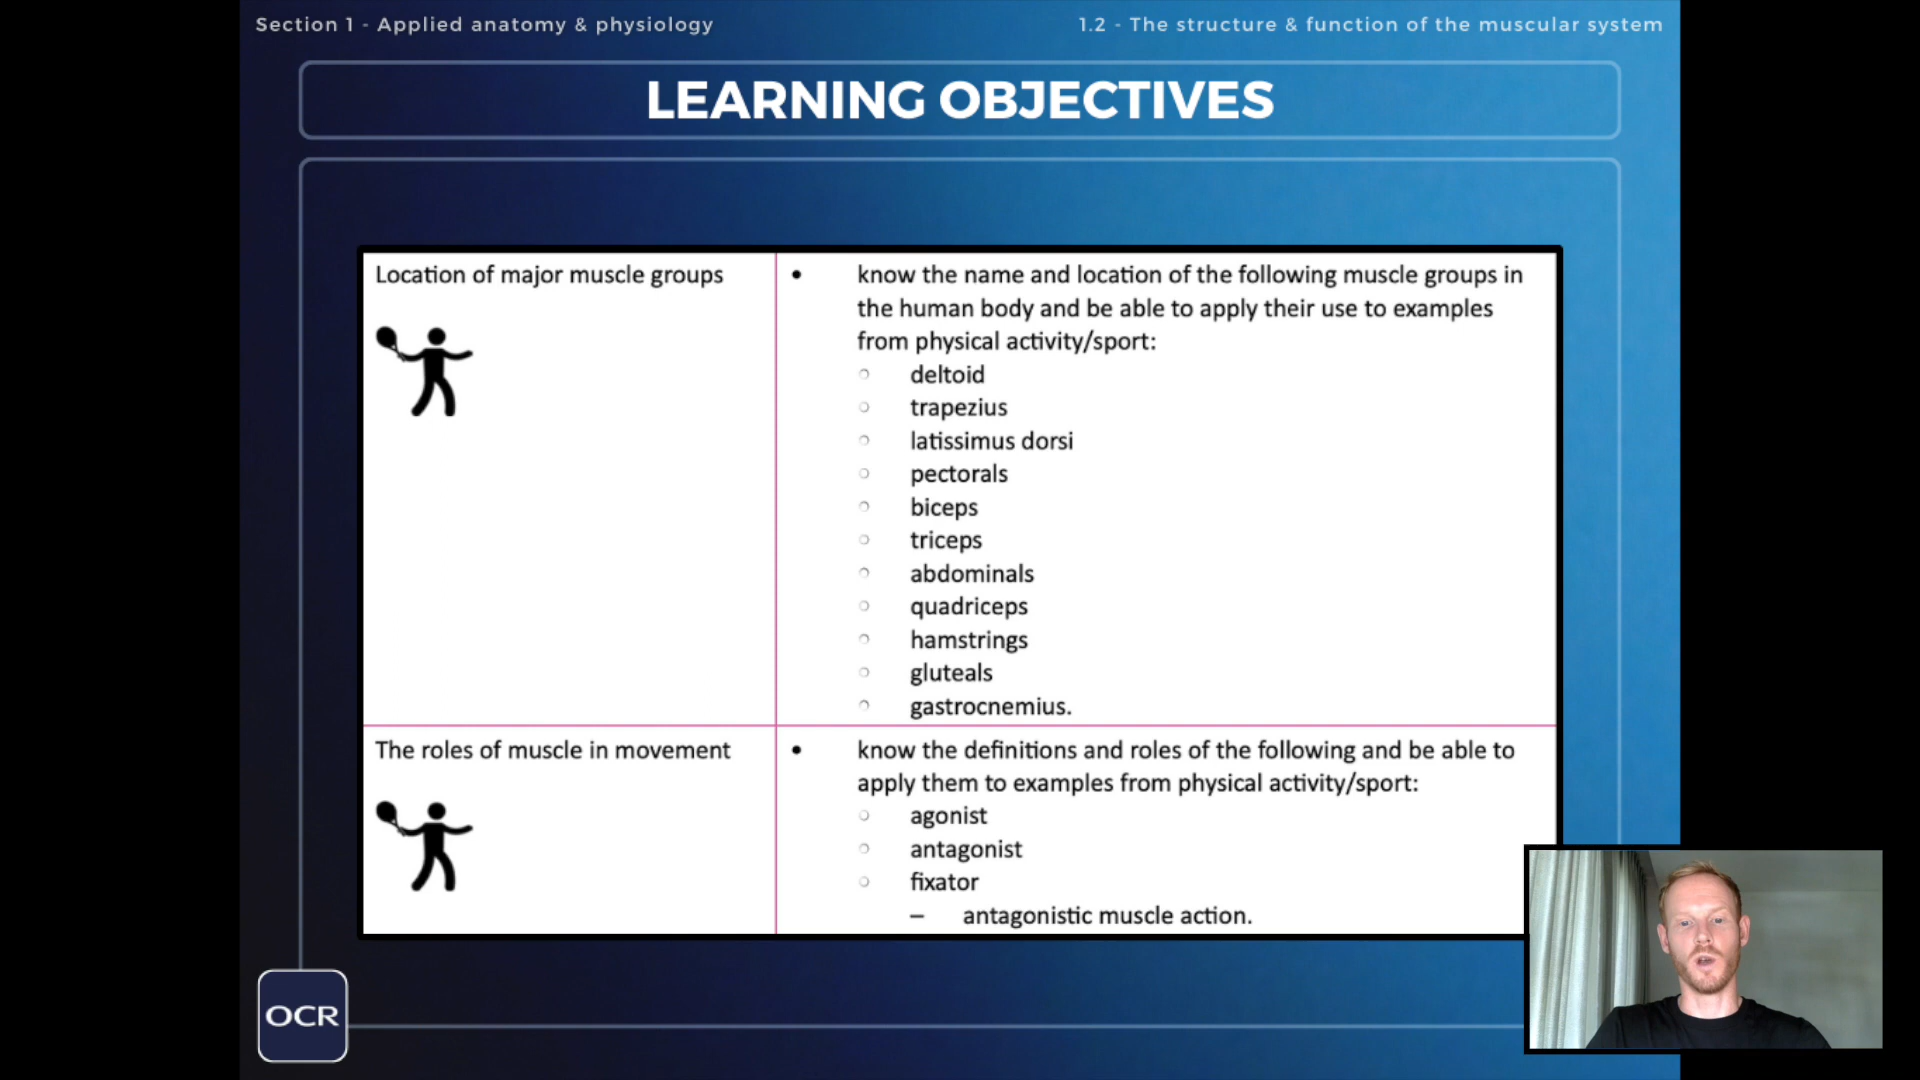 Section 1 - Applied anatomy & physiology
1.2 - The structure & function of the muscular system
LEARNING OBJECTIVES
Location of major muscle groups
• know the name and location of the following muscle groups in
the human body and be able to apply their use to examples
from physical activity/sport:
○ deltoid
○ trapezius
○ latissimus dorsi
○ pectorals
○ biceps
○ triceps
○ abdominals
○ quadriceps
○ hamstrings
○ gluteals
○ gastrocnemius.
The roles of muscle in movement
• know the definitions and roles of the following and be able to
apply them to examples from physical activity/sport:
○ agonist
○ antagonist
○ fixator
– antagonistic muscle action.
OCR